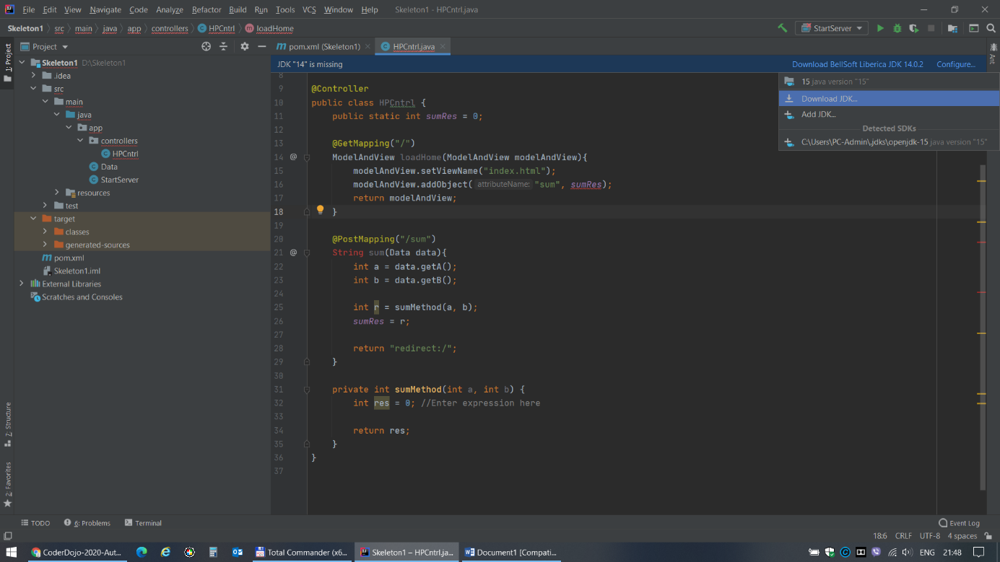 File Edit View Navigate Code Analyze Refactor Build Run Tools VCS Window Help Skeleton1 - HPCntrl.java
Skeleton1 src main java app controllers HPCntrl loadHome StartServer
1: Project
Project
pom.xml (Skeleton1) HPCntrl.java
Ant
JDK "14" is missing Download BellSoft Liberica JDK 14.0.2 Configure...
15 java version "15"
Download JDK...
Add JDK...
Detected SDKs
C:\Users\PC-Admin\.jdks\openjdk-15 java version "15"
Skeleton1 D:\Skeleton1
.idea
src
main
java
app
controllers
HPCntrl
Data
StartServer
resources
test
target
classes
generated-sources
pom.xml
Skeleton1.iml
External Libraries
Scratches and Consoles
8
9 @Controller
10 public class HPCntrl {
11 public static int sumRes = 0;
12
13 @GetMapping("/")
14 @ ModelAndView loadHome(ModelAndView modelAndView){
15 modelAndView.setViewName("index.html");
16 modelAndView.addObject( attributeName: "sum", sumRes);
17 return modelAndView;
18 }
19
20 @PostMapping("/sum")
21 @ String sum(Data data){
22 int a = data.getA();
23 int b = data.getB();
24
25 int r = sumMethod(a, b);
26 sumRes = r;
27
28 return "redirect:/";
29 }
30
31 private int sumMethod(int a, int b) {
32 int res = 0; //Enter expression here
33
34 return res;
35 }
36 }
37
Z: Structure
2: Favorites
TODO 6: Problems Terminal Event Log
18:6 CRLF UTF-8 4 spaces
CoderDojo-2020-Aut... Total Commander (x6... Skeleton1 – HPCntrl.ja... Document1 [Compati... ENG 21:48